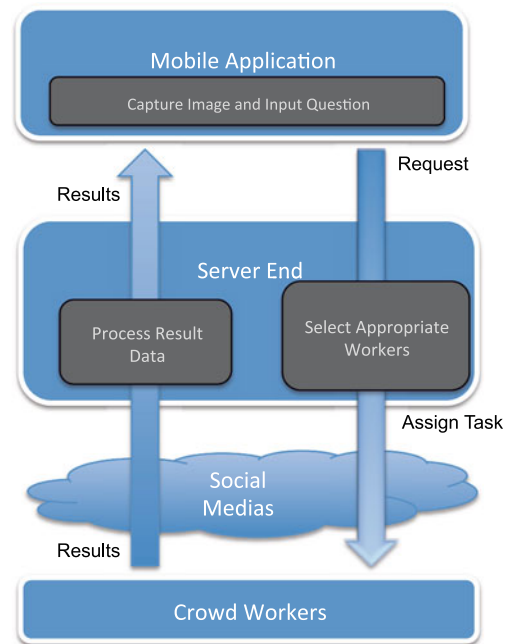 Mobile Application
Capture Image and Input Question
Request
Results
Server End
Process Result
Data
Select Appropriate
Workers
Assign Task
Social
Medias
Results
Crowd Workers